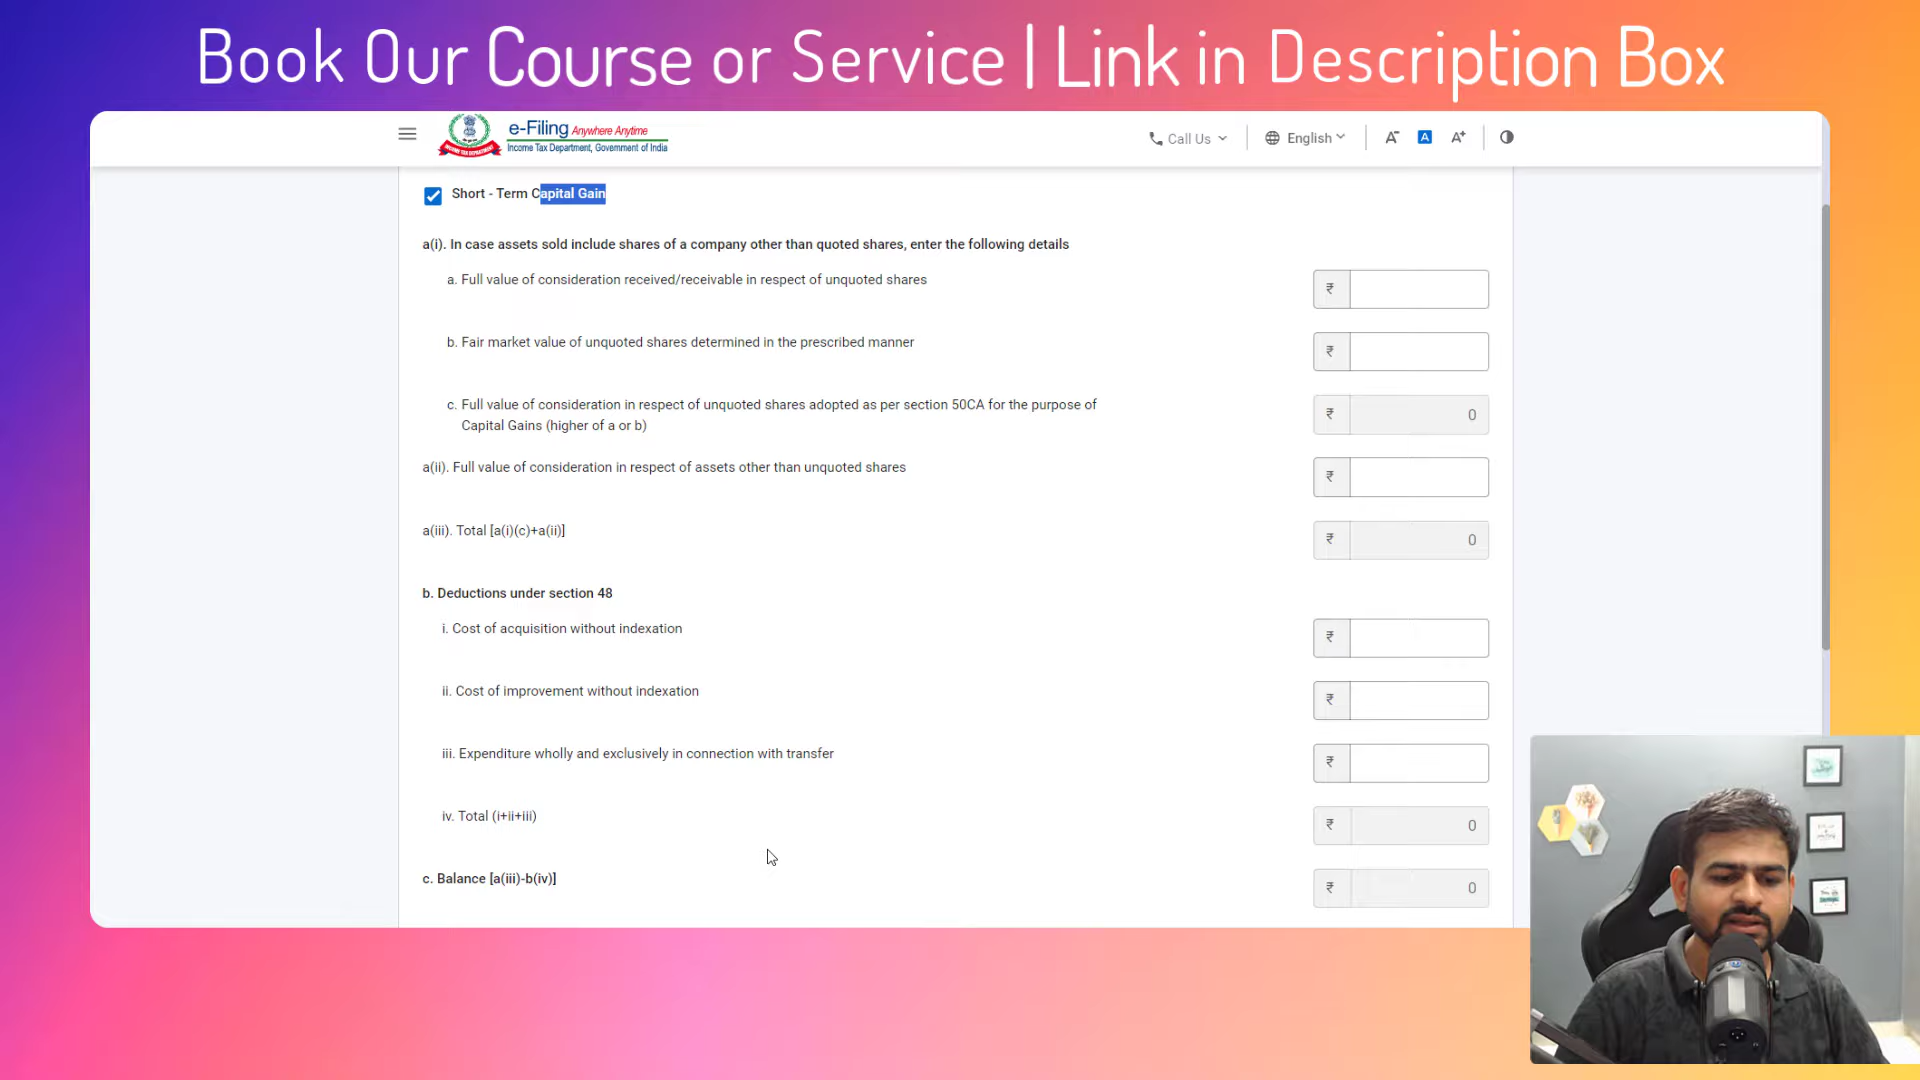 Book Our Course or Service | Link in Description Box
e-Filing Anywhere Anytime
Income Tax Department, Government of India
Call Us
English
A-
A
A+
Short - Term Capital Gain
a(i). In case assets sold include shares of a company other than quoted shares, enter the following details
a. Full value of consideration received/receivable in respect of unquoted shares
₹
b. Fair market value of unquoted shares determined in the prescribed manner
₹
c. Full value of consideration in respect of unquoted shares adopted as per section 50CA for the purpose of
Capital Gains (higher of a or b)
₹ 0
a(ii). Full value of consideration in respect of assets other than unquoted shares
₹
a(iii). Total [a(i)(c)+a(ii)]
₹ 0
b. Deductions under section 48
i. Cost of acquisition without indexation
₹
ii. Cost of improvement without indexation
₹
iii. Expenditure wholly and exclusively in connection with transfer
₹
iv. Total (i+ii+iii)
₹ 0
c. Balance [a(iii)-b(iv)]
₹ 0